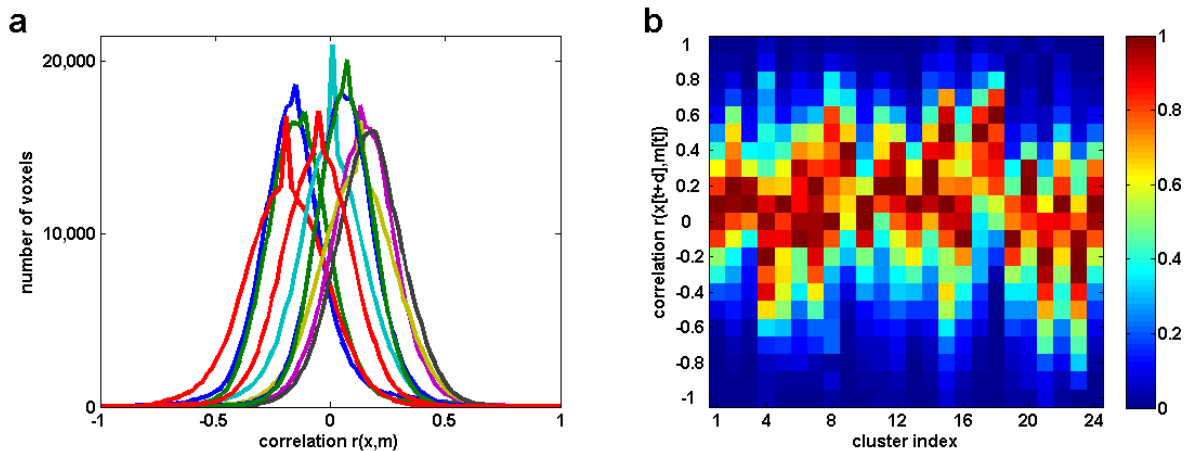 a
20,000
10,000
0
number of voxels
-1 -0.5 0 0.5 1
correlation r(x,m)
b
1
0.8
0.6
0.4
0.2
0
-0.2
-0.4
-0.6
-0.8
-1
correlation r(x[t+d],m[t])
1 4 8 12 16 20 24
cluster index
1
0.8
0.6
0.4
0.2
0